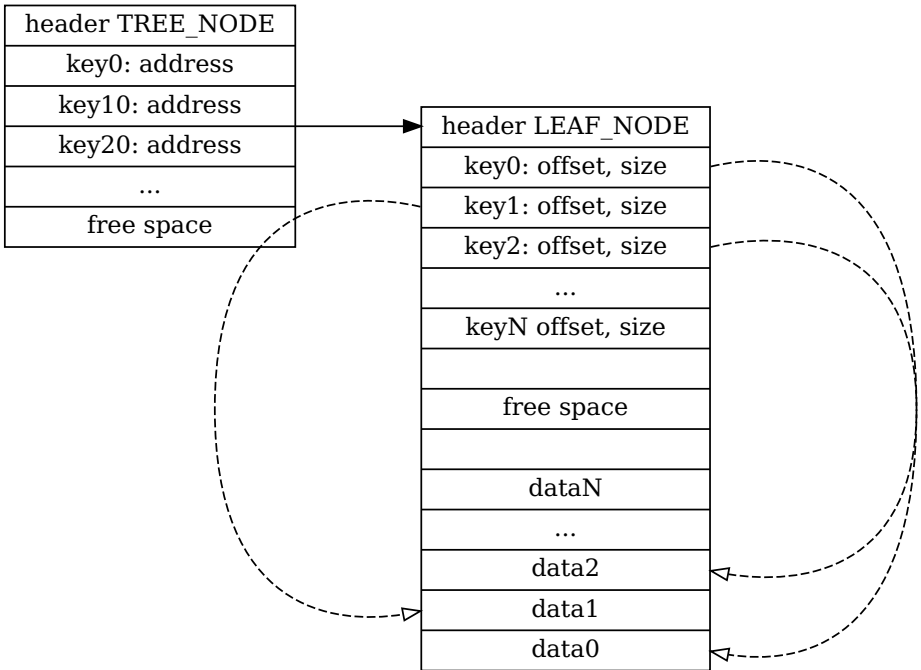 header TREE_NODE
key0: address
key10: address
key20: address
...
free space
header LEAF_NODE
key0: offset, size
key1: offset, size
key2: offset, size
...
keyN offset, size
free space
dataN
...
data2
data1
data0